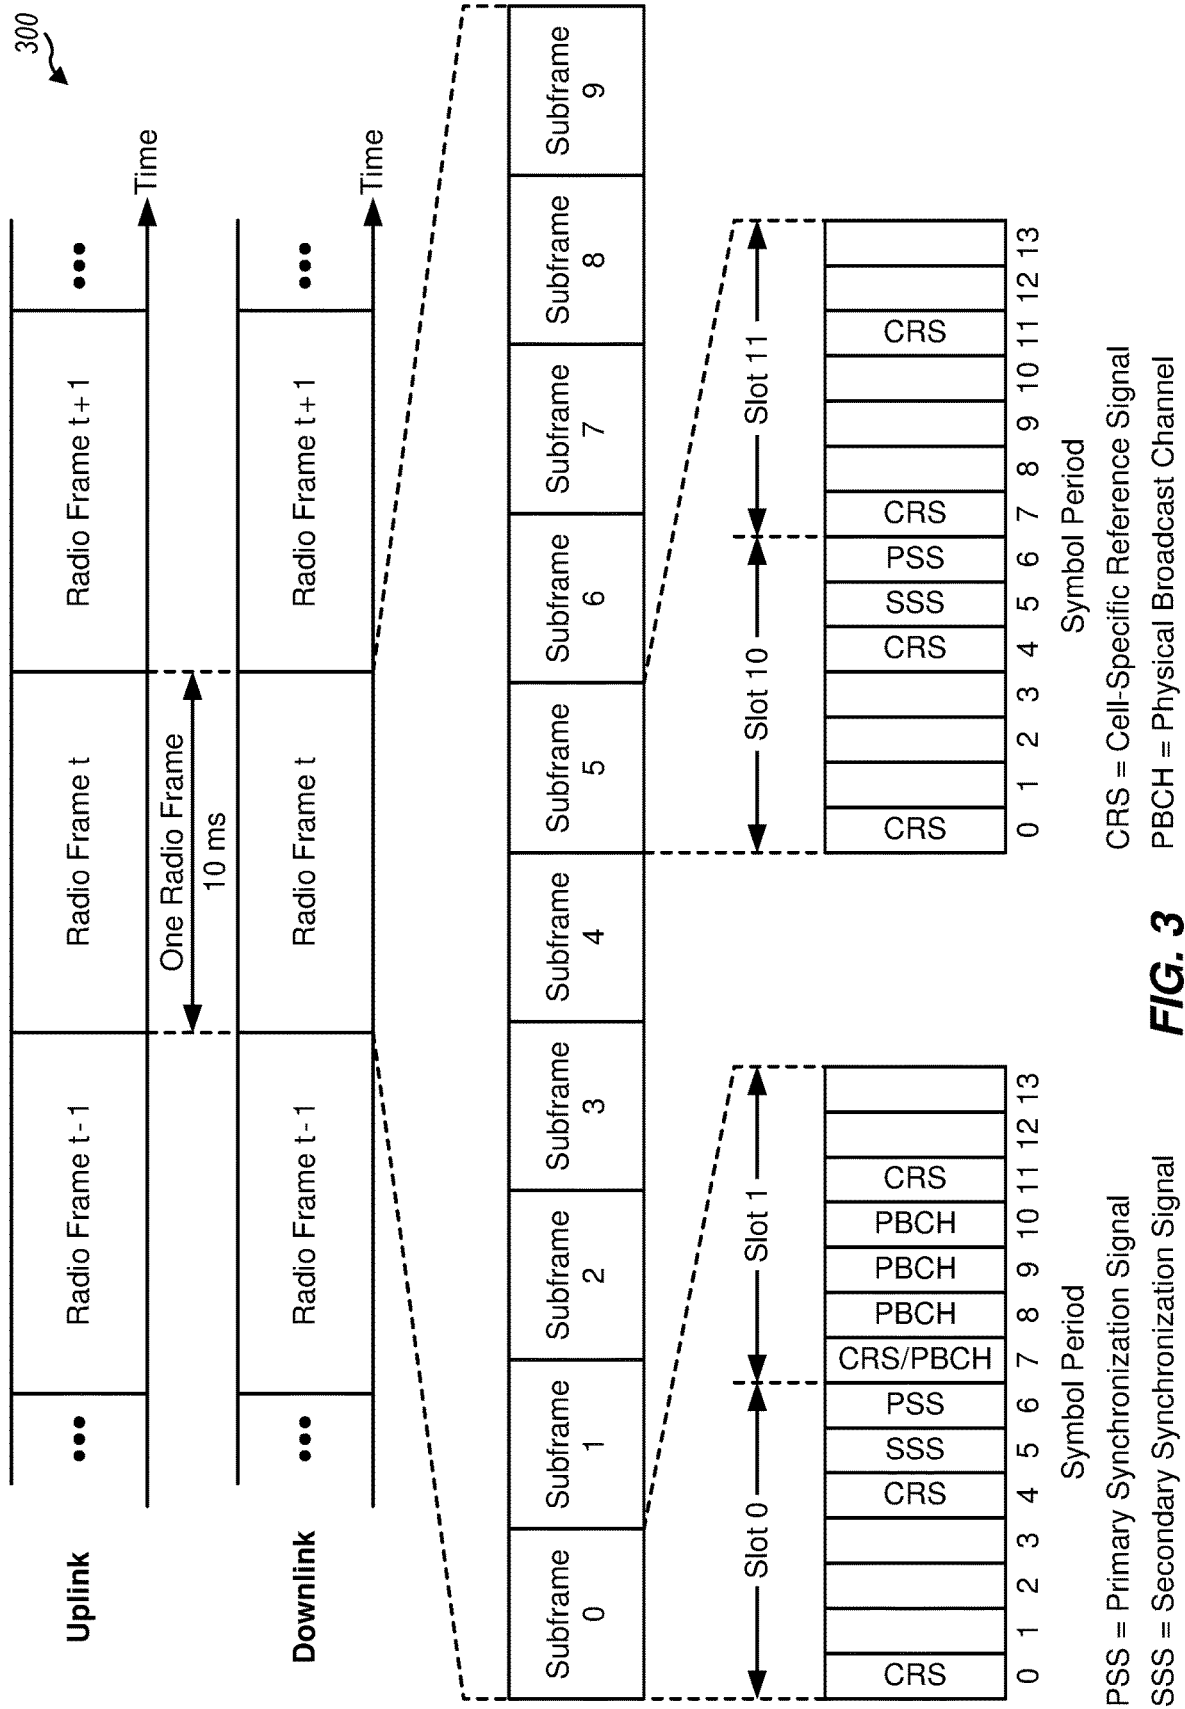 300
Uplink
••• Radio Frame t-1 Radio Frame t Radio Frame t+1 •••
Time
One Radio Frame
10 ms
Downlink
••• Radio Frame t-1 Radio Frame t Radio Frame t+1 •••
Time
Subframe Subframe Subframe Subframe Subframe Subframe Subframe Subframe Subframe Subframe
0 1 2 3 4 5 6 7 8 9
Slot 0 Slot 1 Slot 10 Slot 11
CRS CRS SSS PSS CRS/PBCH PBCH PBCH PBCH CRS
0 1 2 3 4 5 6 7 8 9 10 11 12 13
Symbol Period
CRS CRS SSS PSS CRS CRS
0 1 2 3 4 5 6 7 8 9 10 11 12 13
Symbol Period
PSS = Primary Synchronization Signal
SSS = Secondary Synchronization Signal
CRS = Cell-Specific Reference Signal
PBCH = Physical Broadcast Channel
FIG. 3